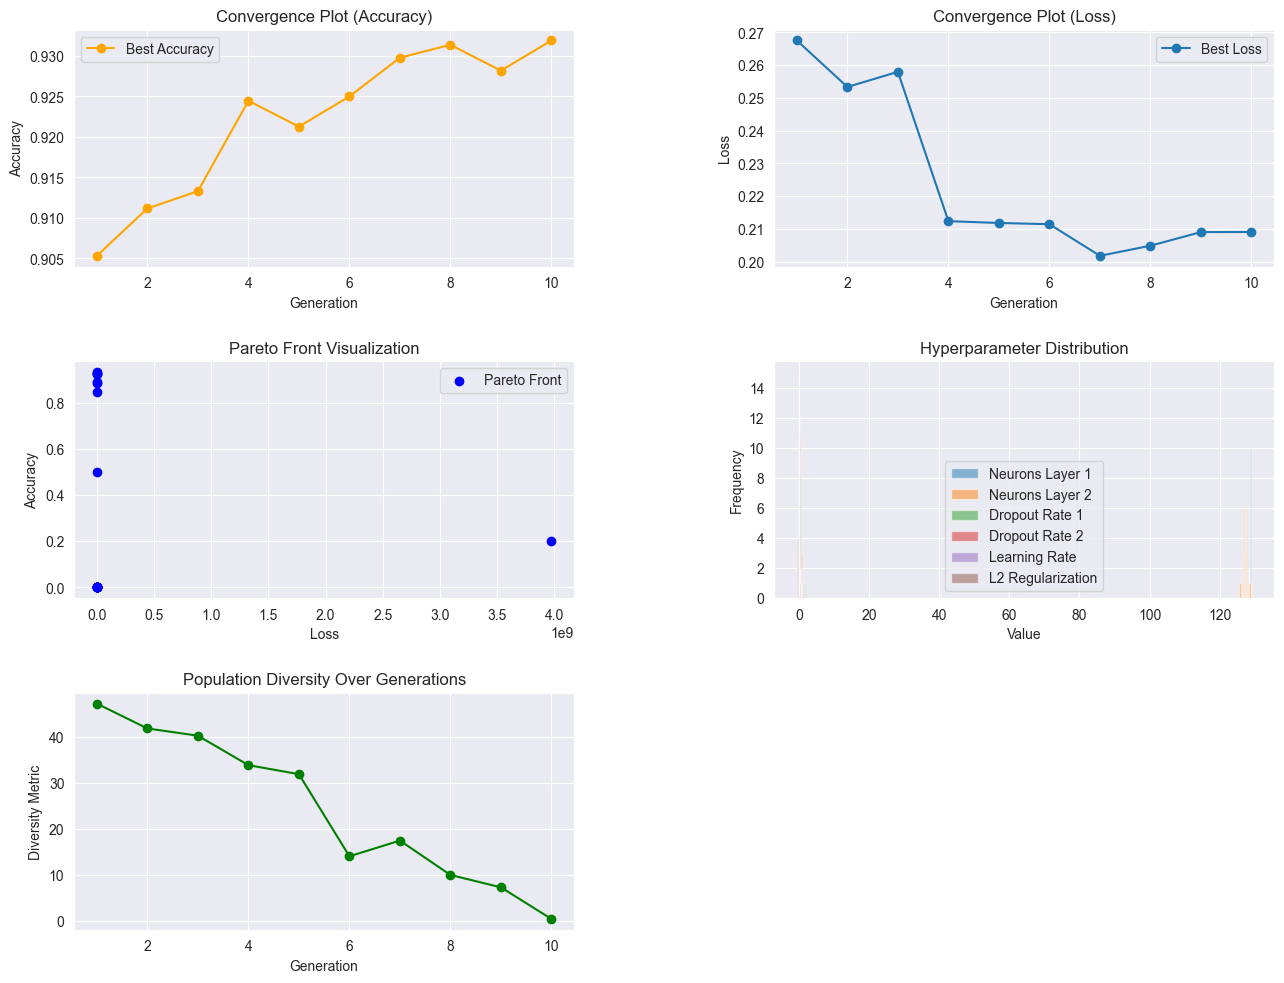 Convergence Plot (Accuracy)
Best Accuracy
0.930
0.925
0.920
0.915
0.910
0.905
Accuracy
2 4 6 8 10
Generation
Convergence Plot (Loss)
Best Loss
0.27
0.26
0.25
0.24
0.23
0.22
0.21
0.20
Loss
2 4 6 8 10
Generation
Pareto Front Visualization
Pareto Front
0.8
0.6
0.4
0.2
0.0
Accuracy
0.0 0.5 1.0 1.5 2.0 2.5 3.0 3.5 4.0
1e9
Loss
Hyperparameter Distribution
14
12
10
8
6
4
2
0
Frequency
Neurons Layer 1
Neurons Layer 2
Dropout Rate 1
Dropout Rate 2
Learning Rate
L2 Regularization
0 20 40 60 80 100 120
Value
Population Diversity Over Generations
40
30
20
10
0
Diversity Metric
2 4 6 8 10
Generation